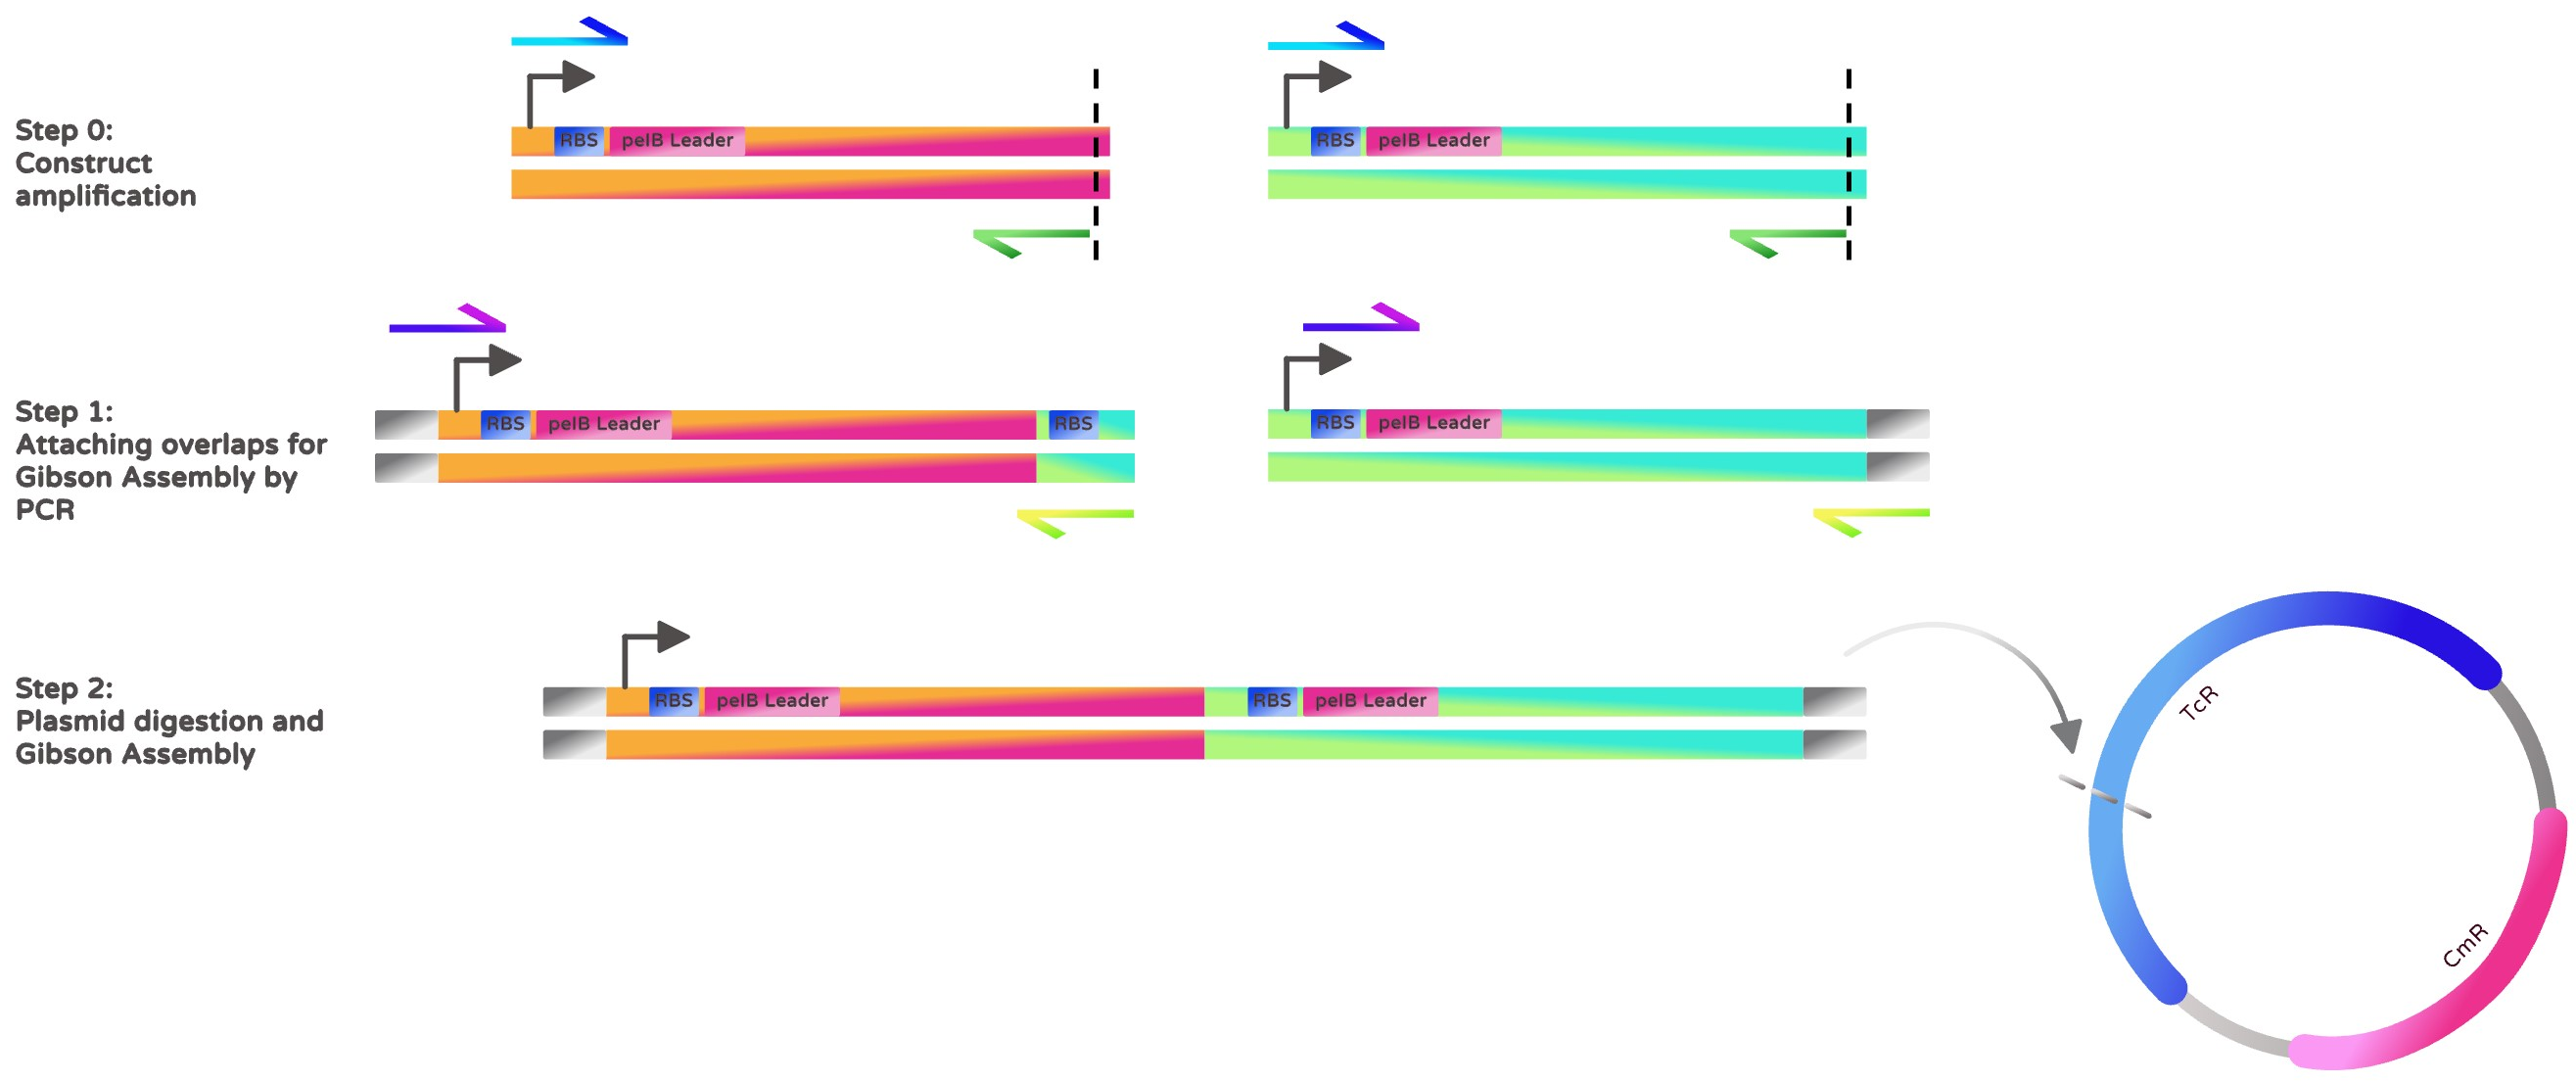 Step 0:
Construct
amplification
RBS
pelB Leader
RBS
pelB Leader
Step 1:
Attaching overlaps for
Gibson Assembly by
PCR
RBS
pelB Leader
RBS
RBS
pelB Leader
Step 2:
Plasmid digestion and
Gibson Assembly
RBS
pelB Leader
RBS
pelB Leader
TcR
CmR